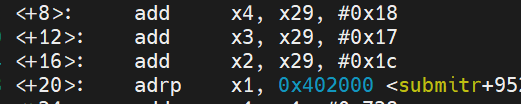 <+8>: add x4, x29, #0x18
<+12>: add x3, x29, #0x17
<+16>: add x2, x29, #0x1c
<+20>: adrp x1, 0x402000 <submitr+952